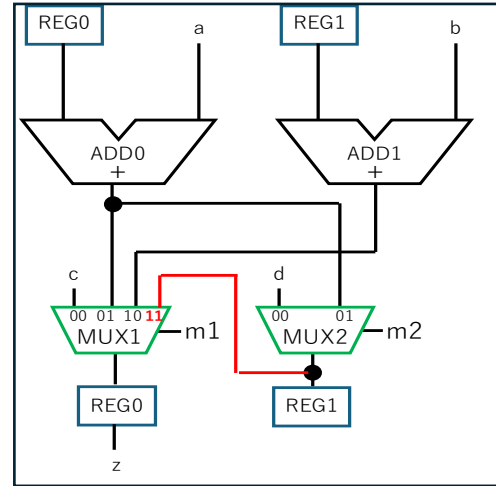 REG0
a
REG1
b
ADD0
+
ADD1
+
c
d
00 01 10 11
00 01
MUX1
m1
MUX2
m2
REG0
REG1
z